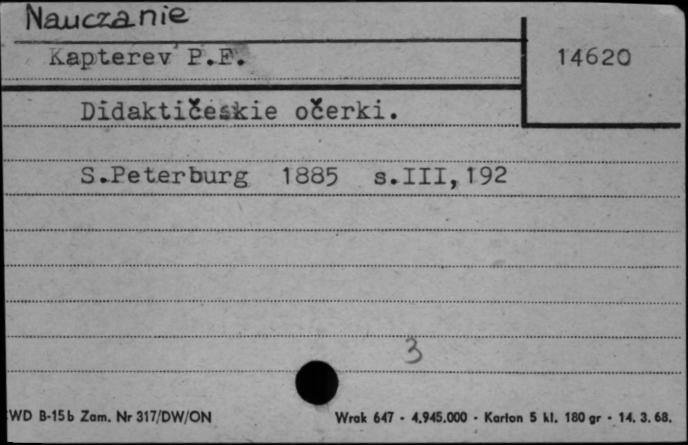 Nauczanie
Kapterev P.F.
14620
Didaktičeskie očerki.
S.Peterburg 1885 s.III,192
3
WD B-15b Zam. Nr 317/DW/ON
Wrak 647 - 4.945.000 - Karton 5 kl. 180 gr - 14. 3. 68.